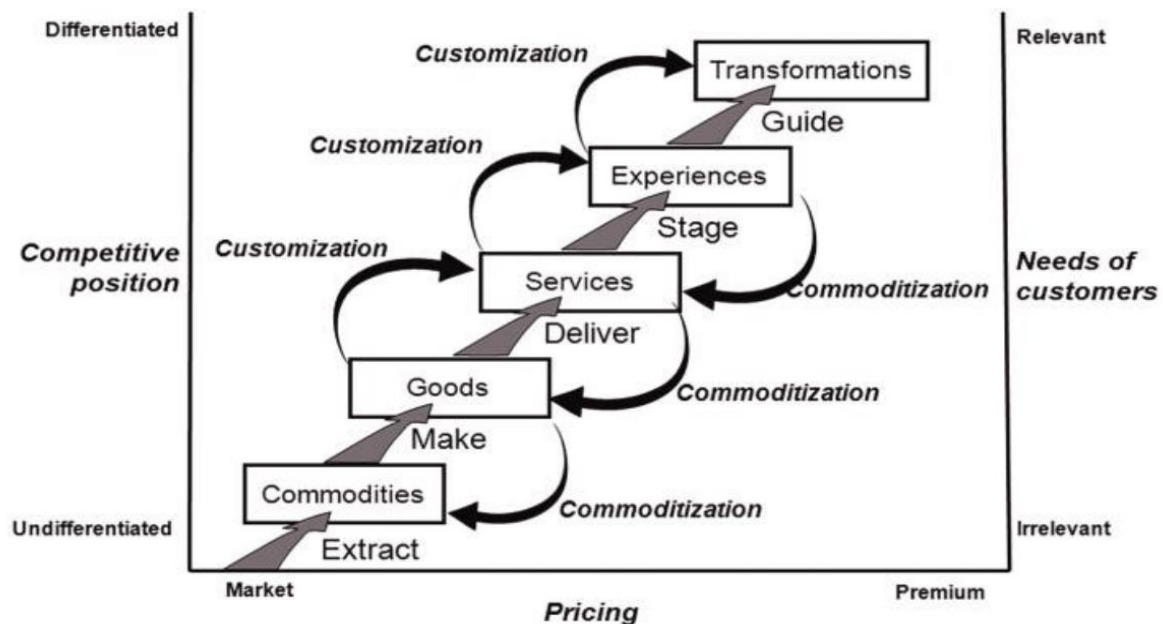 Differentiated
Relevant
Customization
Transformations
Guide
Customization
Experiences
Stage
Competitive
position
Needs of
customers
Customization
Services
Commoditization
Deliver
Goods
Commoditization
Make
Commodities
Commoditization
Undifferentiated
Irrelevant
Extract
Market
Premium
Pricing